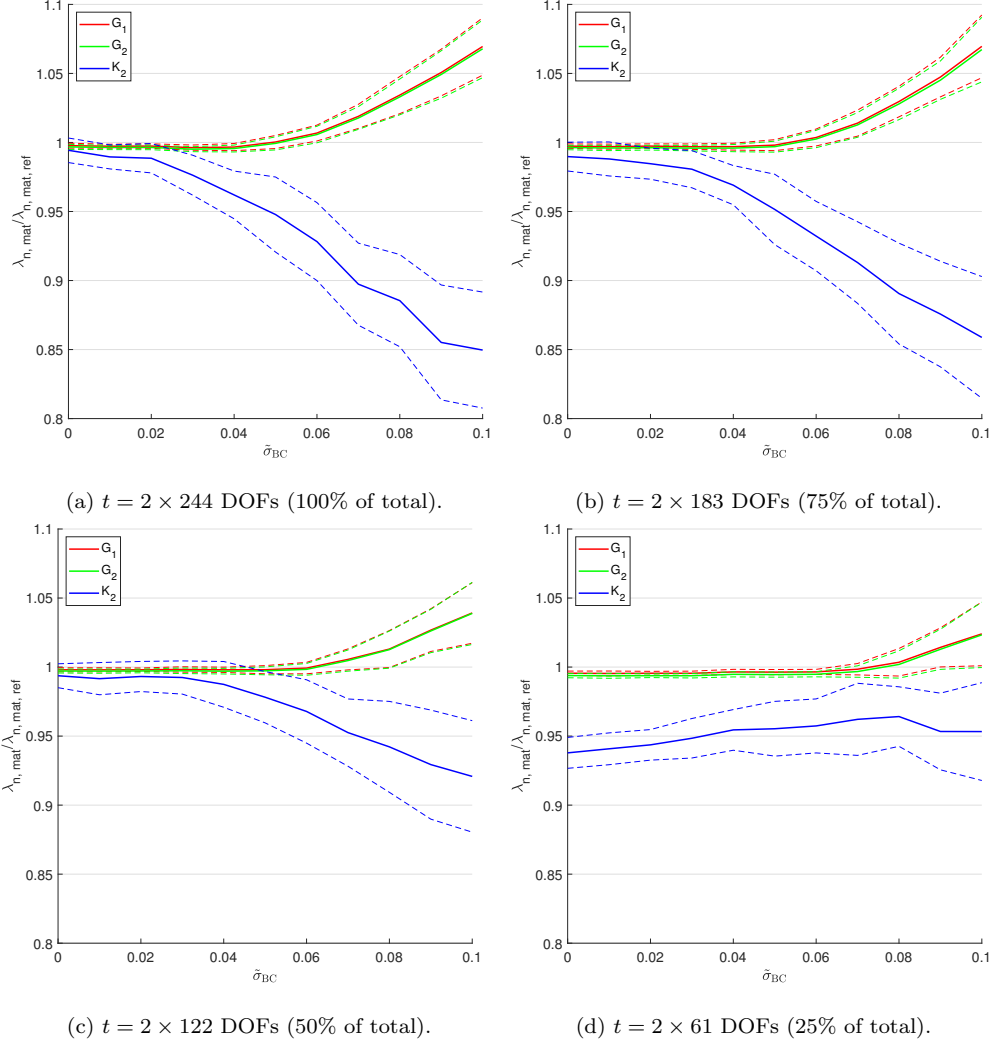 1.1
1.05
1
0.95
0.9
0.85
0.8
λn, mat/λn, mat, ref
G1
G2
K2
0 0.02 0.04 0.06 0.08 0.1
σ̃BC
(a) t = 2 × 244 DOFs (100% of total).
1.1
1.05
1
0.95
0.9
0.85
0.8
λn, mat/λn, mat, ref
G1
G2
K2
0 0.02 0.04 0.06 0.08 0.1
σ̃BC
(b) t = 2 × 183 DOFs (75% of total).
1.1
1.05
1
0.95
0.9
0.85
0.8
λn, mat/λn, mat, ref
G1
G2
K2
0 0.02 0.04 0.06 0.08 0.1
σ̃BC
(c) t = 2 × 122 DOFs (50% of total).
1.1
1.05
1
0.95
0.9
0.85
0.8
λn, mat/λn, mat, ref
G1
G2
K2
0 0.02 0.04 0.06 0.08 0.1
σ̃BC
(d) t = 2 × 61 DOFs (25% of total).